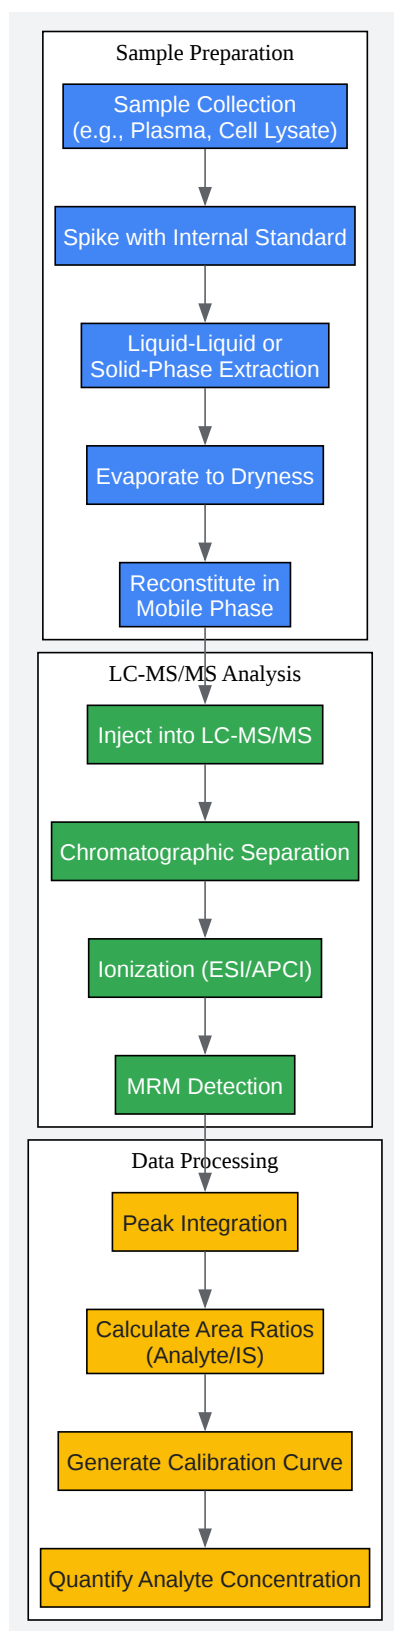 Sample Preparation
Sample Collection
(e.g., Plasma, Cell Lysate)
Spike with Internal Standard
Liquid-Liquid or
Solid-Phase Extraction
Evaporate to Dryness
Reconstitute in
Mobile Phase
LC-MS/MS Analysis
Inject into LC-MS/MS
Chromatographic Separation
Ionization (ESI/APCI)
MRM Detection
Data Processing
Peak Integration
Calculate Area Ratios
(Analyte/IS)
Generate Calibration Curve
Quantify Analyte Concentration